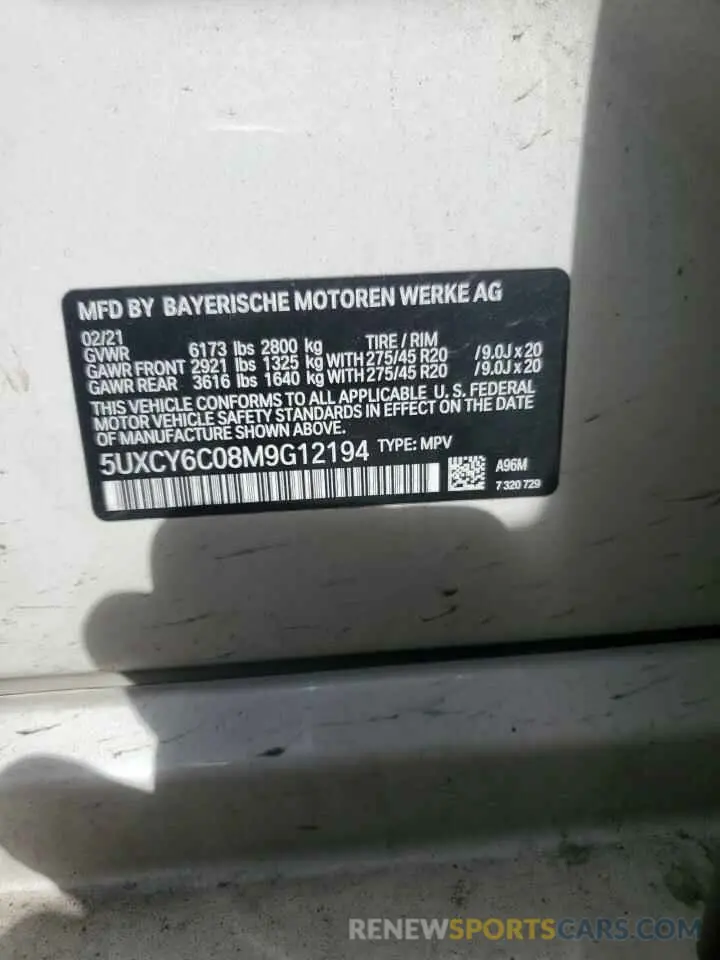 MFD BY BAYERISCHE MOTOREN WERKE AG
02/21 TIRE / RIM
GVWR 6173 lbs 2800 kg
GAWR FRONT 2921 lbs 1325 kg WITH 275/45 R20 /9.0J x 20
GAWR REAR 3616 lbs 1640 kg WITH 275/45 R20 /9.0J x 20
THIS VEHICLE CONFORMS TO ALL APPLICABLE U. S. FEDERAL
MOTOR VEHICLE SAFETY STANDARDS IN EFFECT ON THE DATE
OF MANUFACTURE SHOWN ABOVE.
5UXCY6C08M9G12194 TYPE: MPV
A96M
7 320 729
RENEWSPORTSCARS.COM